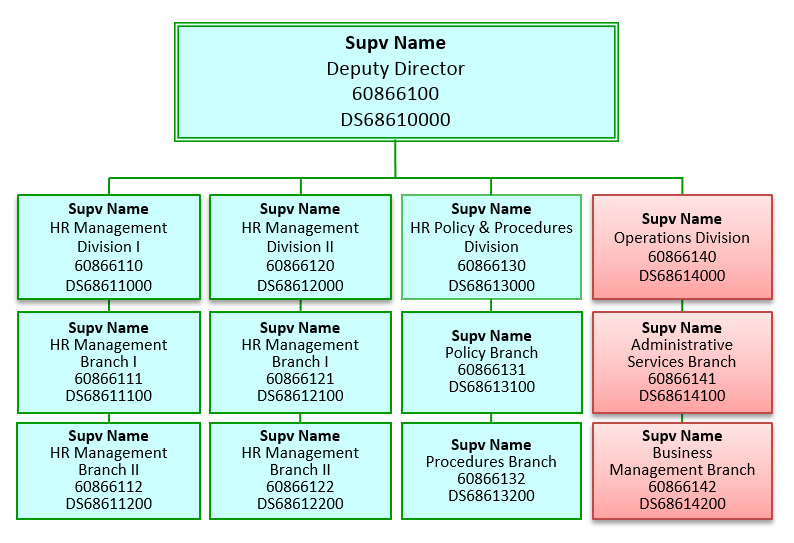 Supv Name
Deputy Director
60866100
DS68610000
Supv Name
HR Management
Division I
60866110
DS68611000
Supv Name
HR Management
Division II
60866120
DS68612000
Supv Name
HR Policy & Procedures
Division
60866130
DS68613000
Supv Name
Operations Division
60866140
DS68614000
Supv Name
HR Management
Branch I
60866111
DS68611100
Supv Name
HR Management
Branch I
60866121
DS68612100
Supv Name
Policy Branch
60866131
DS68613100
Supv Name
Administrative
Services Branch
60866141
DS68614100
Supv Name
HR Management
Branch II
60866112
DS68611200
Supv Name
HR Management
Branch II
60866122
DS68612200
Supv Name
Procedures Branch
60866132
DS68613200
Supv Name
Business
Management Branch
60866142
DS68614200